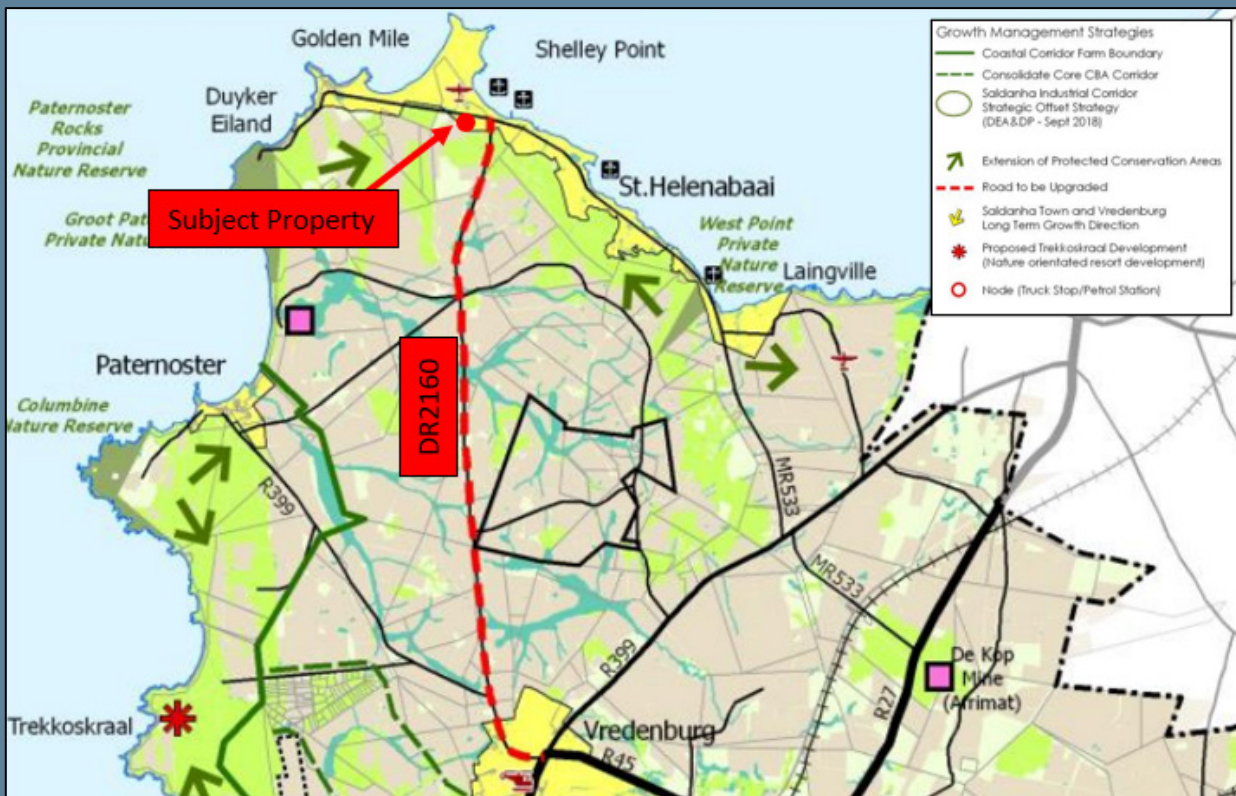 Golden Mile
Shelley Point
Duyker
Eiland
Paternoster
Rocks
Provincial
Nature Reserve
Subject Property
Groot Pat
Private Natu
St.Helenabaai
West Point
Private
Nature
Reserve
Laingville
Paternoster
Columbine
Nature Reserve
R399
DR2160
MR533
MR533
R399
R27
De Kop
Mine
(Afrimat)
Trekkoskraal
Vredenburg
R45
Growth Management Strategies
Coastal Corridor Farm Boundary
Consolidate Core CBA Corridor
Saldanha Industrial Corridor
Strategic Offset Strategy
(DEA&DP - Sept 2018)
Extension of Protected Conservation Areas
Road to be Upgraded
Saldanha Town and Vredenburg
Long Term Growth Direction
Proposed Trekkoskraal Development
(Nature orientated resort development)
Node (Truck Stop/Petrol Station)